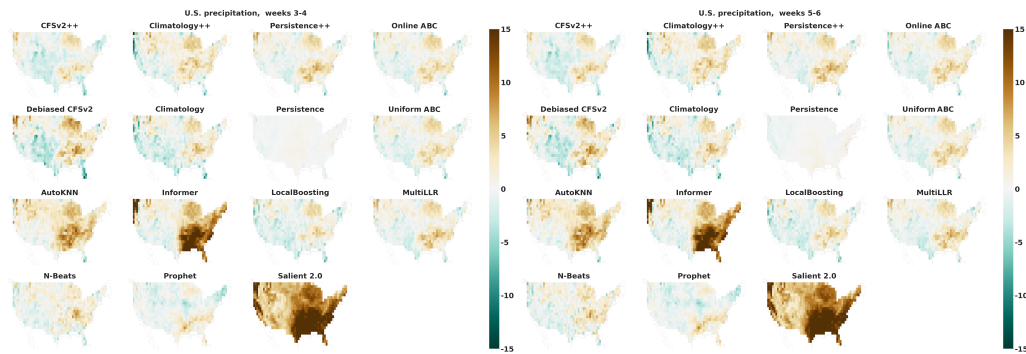 U.S. precipitation, weeks 3-4
CFSv2++ Climatology++ Persistence++ Online ABC
Debiased CFSv2 Climatology Persistence Uniform ABC
AutoKNN Informer LocalBoosting MultiLLR
N-Beats Prophet Salient 2.0
15
10
5
0
-5
-10
-15
U.S. precipitation, weeks 5-6
CFSv2++ Climatology++ Persistence++ Online ABC
Debiased CFSv2 Climatology Persistence Uniform ABC
AutoKNN Informer LocalBoosting MultiLLR
N-Beats Prophet Salient 2.0
15
10
5
0
-5
-10
-15